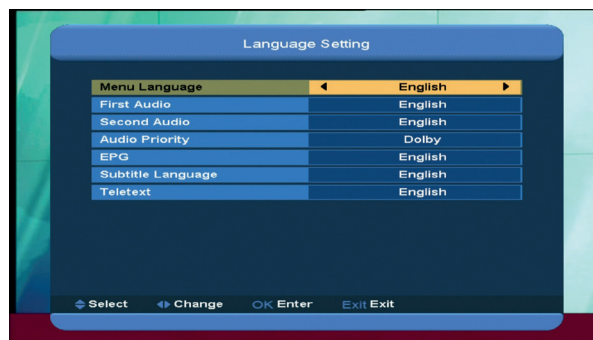 Language Setting
Menu Language English
First Audio English
Second Audio English
Audio Priority Dolby
EPG English
Subtitle Language English
Teletext English
Select Change OK Enter Exit Exit